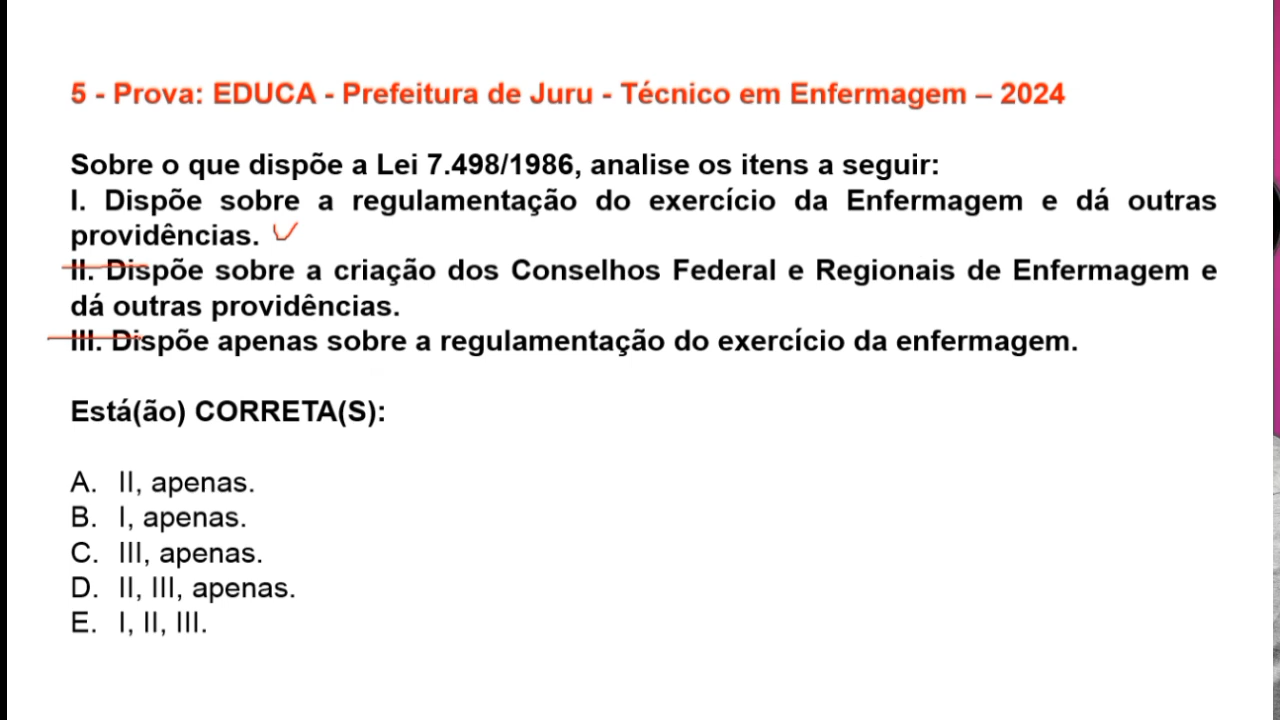 5 - Prova: EDUCA - Prefeitura de Juru - Técnico em Enfermagem – 2024
Sobre o que dispõe a Lei 7.498/1986, analise os itens a seguir:
I. Dispõe sobre a regulamentação do exercício da Enfermagem e dá outras
providências.
II. Dispõe sobre a criação dos Conselhos Federal e Regionais de Enfermagem e
dá outras providências.
III. Dispõe apenas sobre a regulamentação do exercício da enfermagem.
Está(ão) CORRETA(S):
A. II, apenas.
B. I, apenas.
C. III, apenas.
D. II, III, apenas.
E. I, II, III.